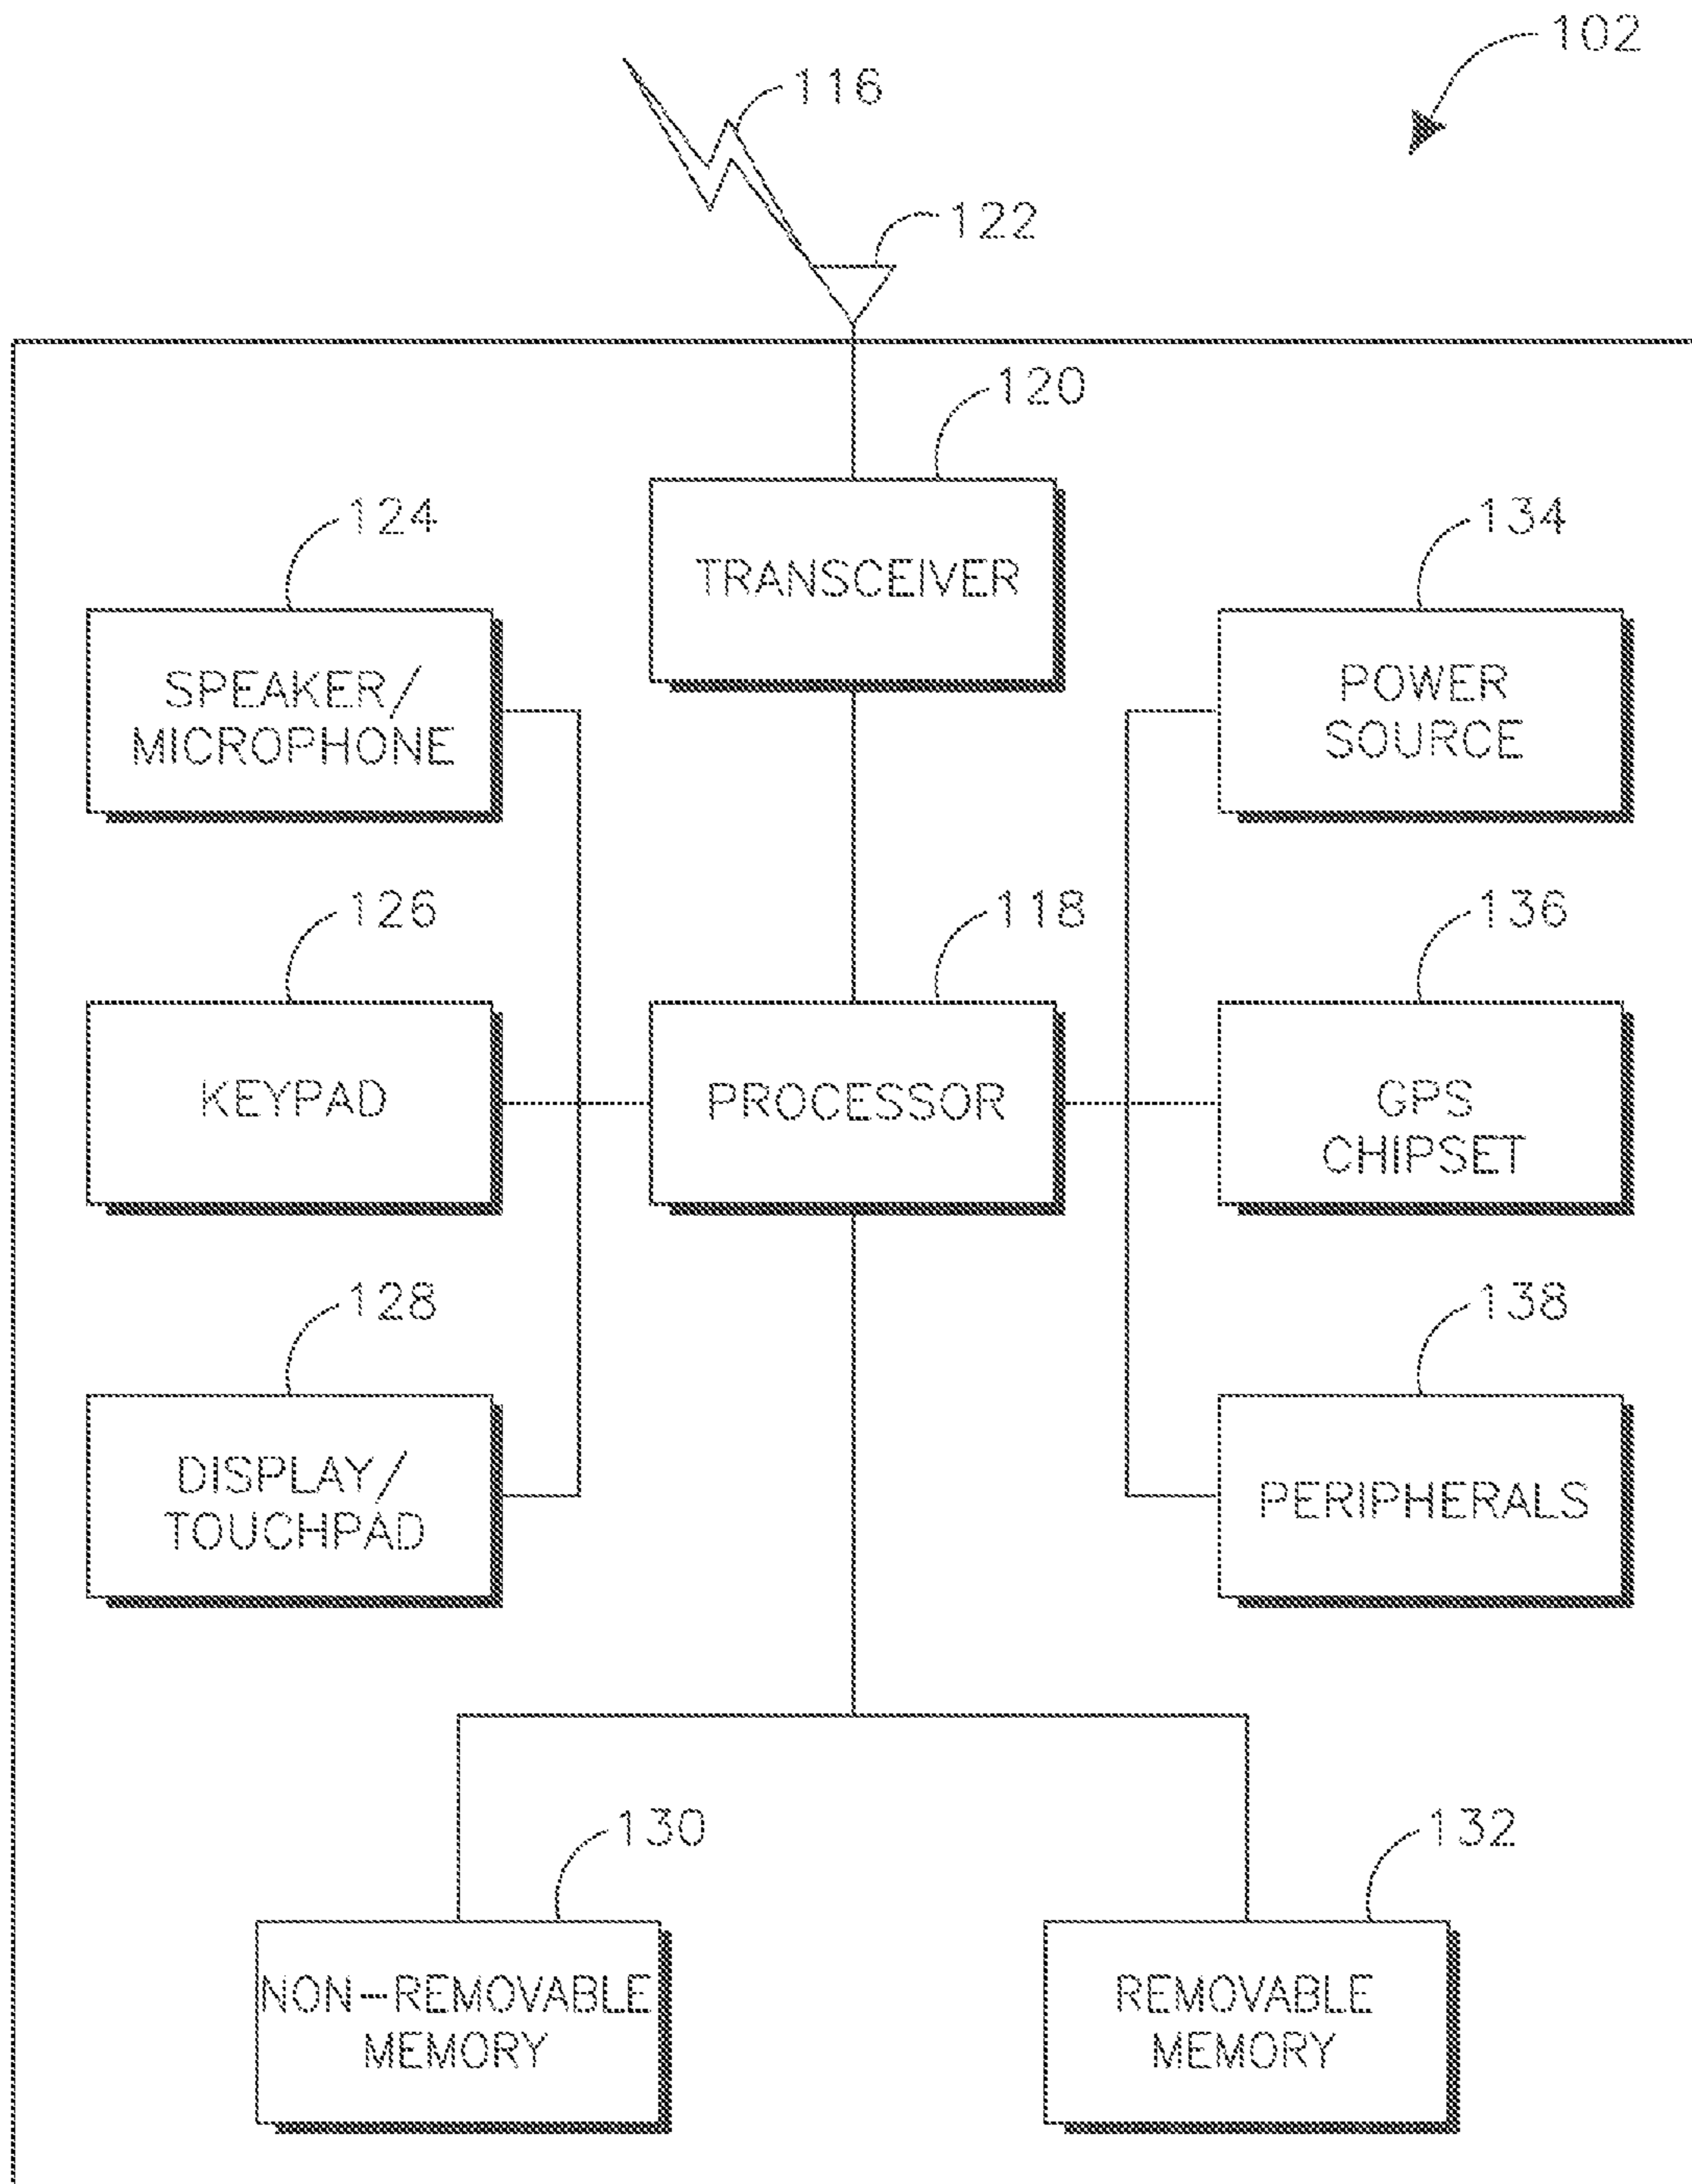 102
116
122
120
TRANSCEIVER
124
SPEAKER/
MICROPHONE
134
POWER
SOURCE
126
KEYPAD
118
PROCESSOR
136
GPS
CHIPSET
128
DISPLAY/
TOUCHPAD
138
PERIPHERALS
130
NON-REMOVABLE
MEMORY
132
REMOVABLE
MEMORY